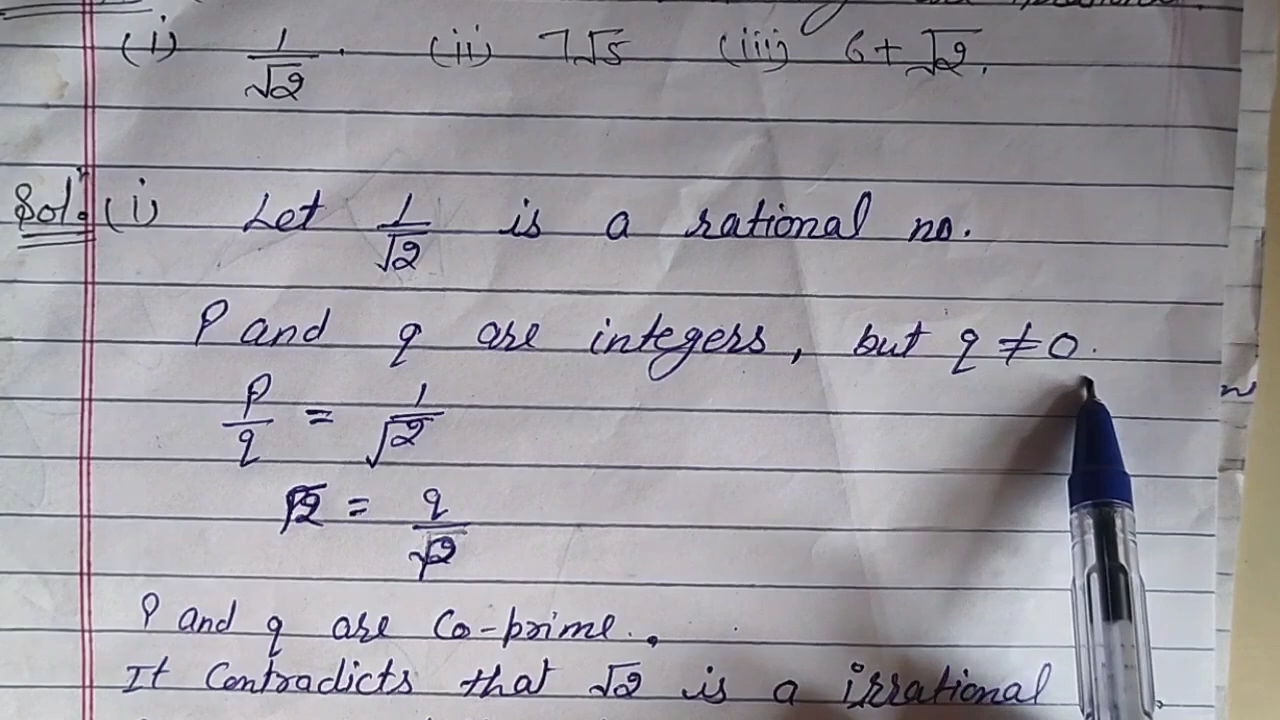 (i) 1/√2. (ii) 7√5 (iii) 6+√2.
Sol. (i) Let 1/√2 is a rational no.
P and q are integers, but q ≠ 0.
P/q = 1/√2
√2 = q/
P and q are Co-prime.
It Contradicts that √2 is a irrational